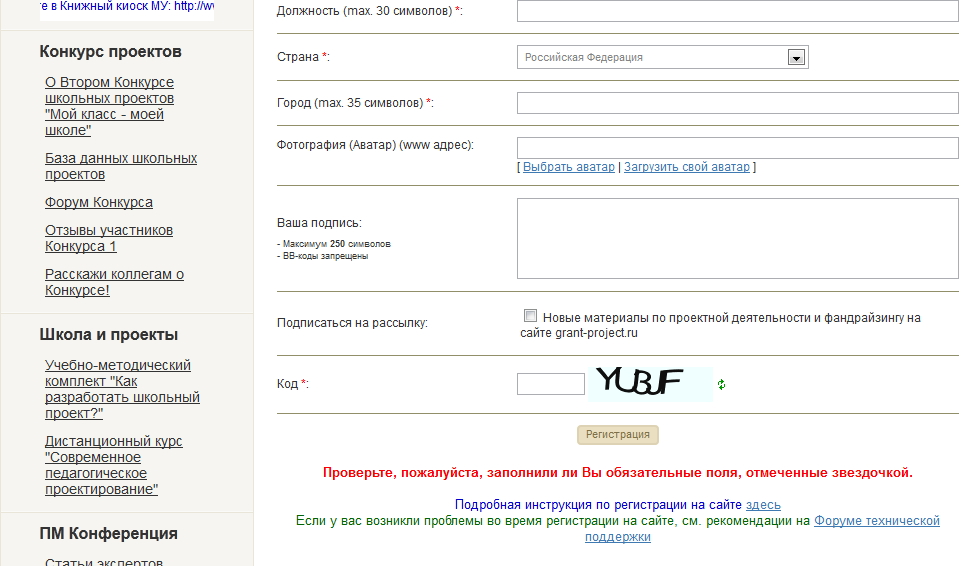 е в Книжный киоск МУ: http://w
Конкурс проектов
О Втором Конкурсе
школьных проектов
"Мой класс - моей
школе"
База данных школьных
проектов
Форум Конкурса
Отзывы участников
Конкурса 1
Расскажи коллегам о
Конкурсе!
Школа и проекты
Учебно-методический
комплект "Как
разработать школьный
проект?"
Дистанционный курс
"Современное
педагогическое
проектирование"
ПМ Конференция
Статьи экспертов
Должность (max. 30 символов) *:
Страна *:
Российская Федерация
Город (max. 35 символов) *:
Фотография (Аватар) (www адрес):
[ Выбрать аватар | Загрузить свой аватар ]
Ваша подпись:
- Максимум 250 символов
- BB-коды запрещены
Подписаться на рассылку:
Новые материалы по проектной деятельности и фандрайзингу на
сайте grant-project.ru
Код *:
YUBUF
Регистрация
Проверьте, пожалуйста, заполнили ли Вы обязательные поля, отмеченные звездочкой.
Подробная инструкция по регистрации на сайте здесь
Если у вас возникли проблемы во время регистрации на сайте, см. рекомендации на Форуме технической
поддержки